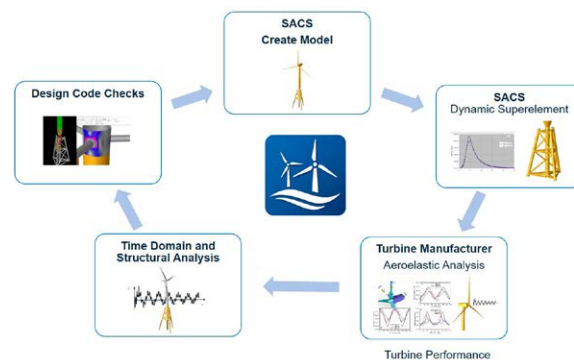 SACS
Create Model
Design Code Checks
SACS
Dynamic Superelement
Time Domain and
Structural Analysis
Turbine Manufacturer
Aeroelastic Analysis
Turbine Performance